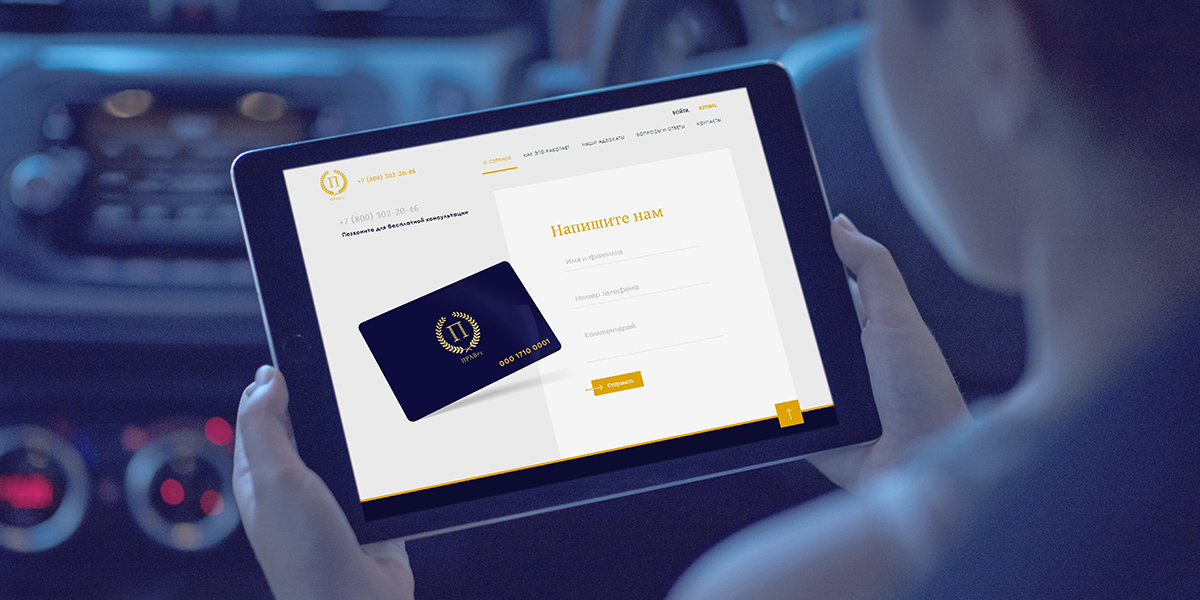 ВОЙТИ КУПИТЬ
П
ПРАВРУ
+7 (800) 302-20-46
О СЕРВИСЕ КАК ЭТО РАБОТАЕТ НАШИ АДВОКАТЫ ВОПРОСЫ И ОТВЕТЫ КОНТАКТЫ
+7 (800) 302-20-46
Позвоните для бесплатной консультации
Напишите нам
Имя и фамилия
Номер телефона
Комментарий
Отправить
П
ПРАВру
000 1710 0001